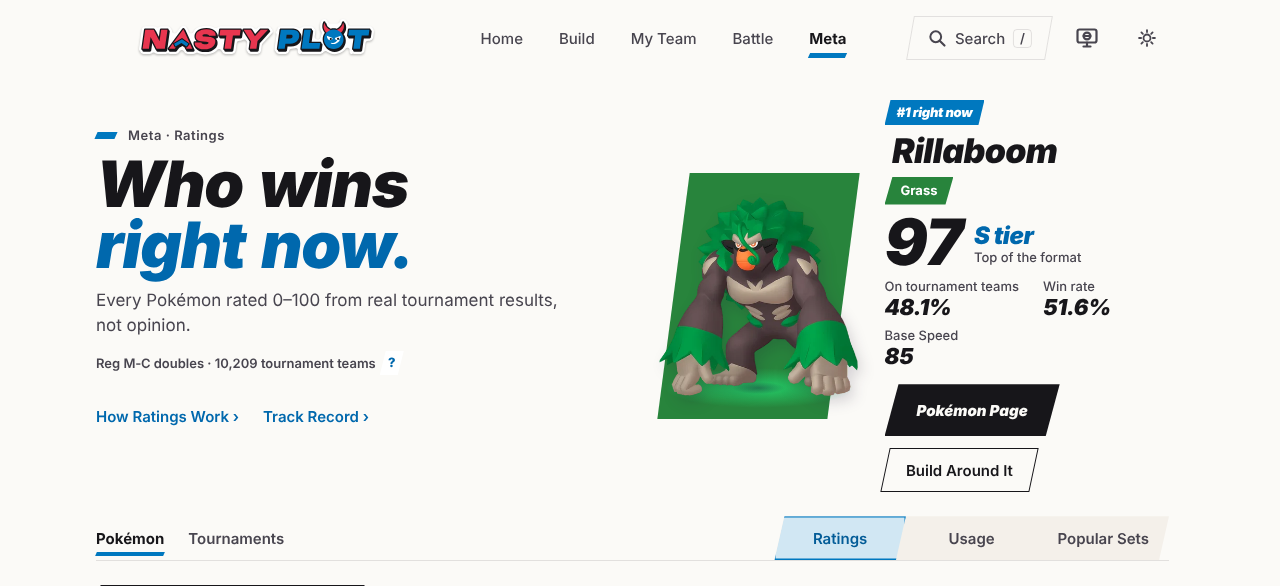 NASTY PLOT
Home
Build
My Team
Battle
Meta
Search /
Meta · Ratings
Who wins
right now.
Every Pokémon rated 0–100 from real tournament results,
not opinion.
Reg M-C doubles · 10,209 tournament teams ?
How Ratings Work ›
Track Record ›
#1 right now
Rillaboom
Grass
97
S tier
Top of the format
On tournament teams
48.1%
Win rate
51.6%
Base Speed
85
Pokémon Page
Build Around It
Pokémon
Tournaments
Ratings
Usage
Popular Sets